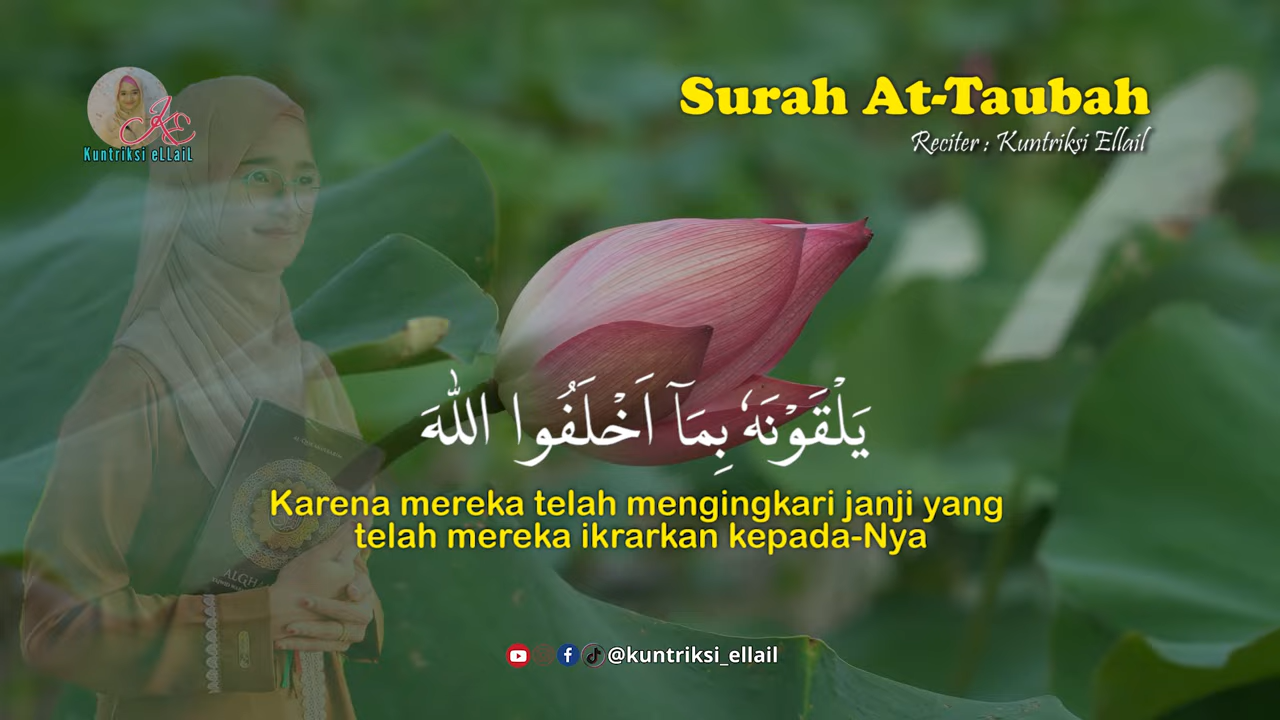 Kuntriksi eLLaiL
Surah At-Taubah
Reciter : Kuntriksi Ellail
يَلْقَوْنَهٗ بِمَآ اَخْلَفُوا اللّٰهَ
Karena mereka telah mengingkari janji yang
telah mereka ikrarkan kepada-Nya
@kuntriksi_ellail